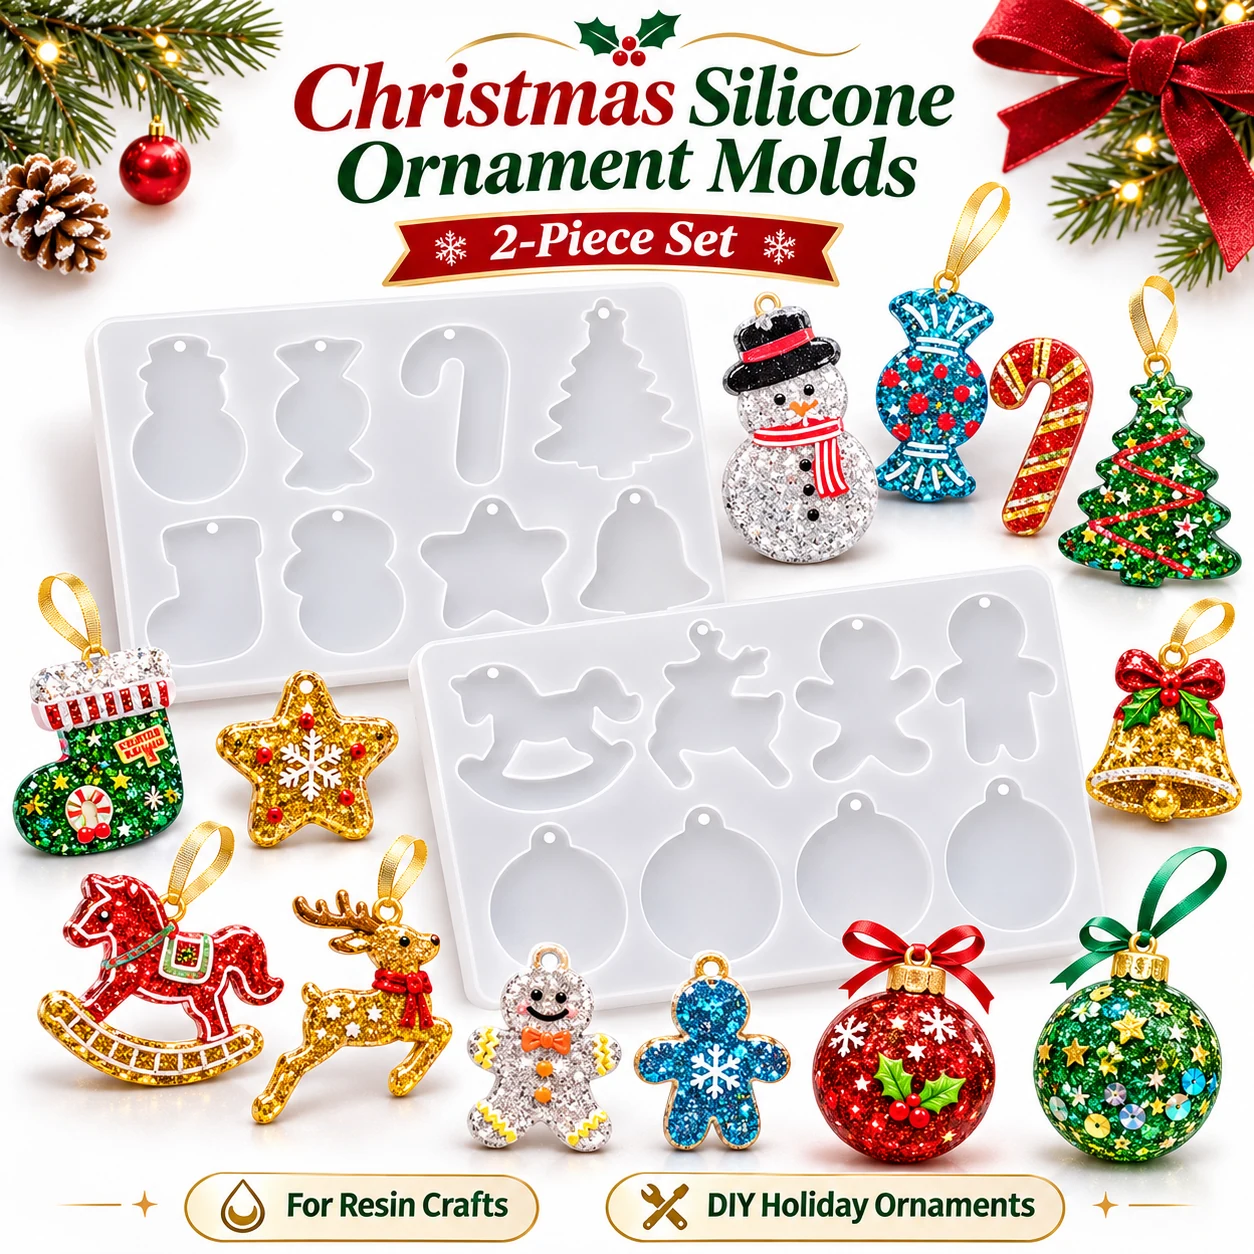 Christmas Silicone
Ornament Molds
2-Piece Set
For Resin Crafts
DIY Holiday Ornaments